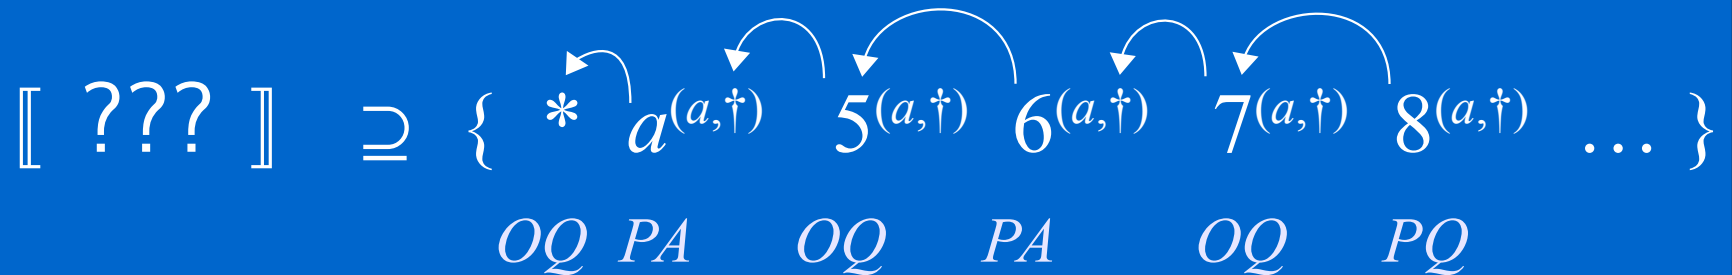 ⟦ ??? ⟧ ⊇ { * a^(a,†) 5^(a,†) 6^(a,†) 7^(a,†) 8^(a,†) … }
OQ PA OQ PA OQ PQ